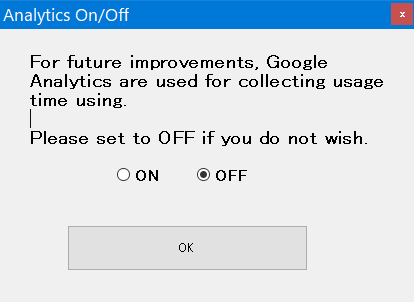 Analytics On/Off
x
For future improvements, Google
Analytics are used for collecting usage
time using.
Please set to OFF if you do not wish.
ON OFF
OK